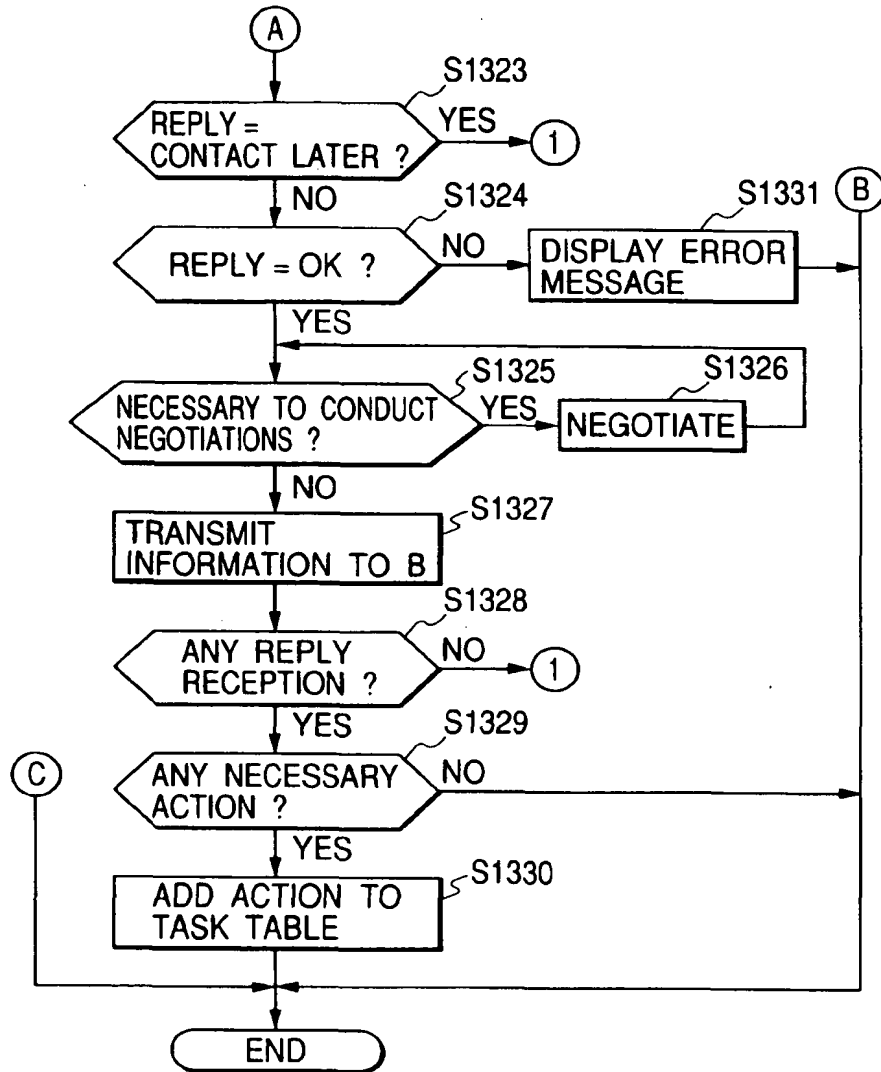 A
S1323
REPLY =
CONTACT LATER ?
YES
1
NO
S1324
REPLY = OK ?
NO
S1331
DISPLAY ERROR
MESSAGE
B
YES
S1325
NECESSARY TO CONDUCT
NEGOTIATIONS ?
YES
S1326
NEGOTIATE
NO
S1327
TRANSMIT
INFORMATION TO B
S1328
ANY REPLY
RECEPTION ?
NO
1
YES
S1329
C
ANY NECESSARY
ACTION ?
NO
YES
S1330
ADD ACTION TO
TASK TABLE
END